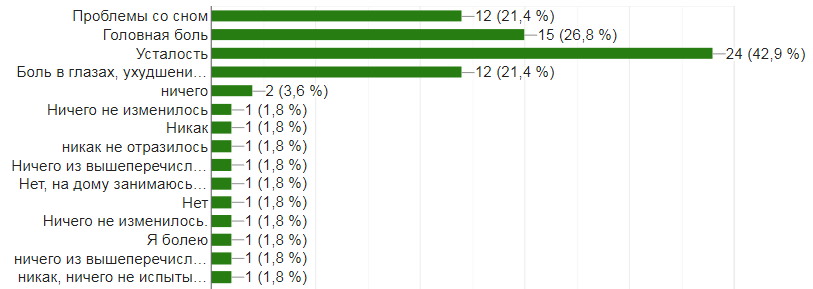 Проблемы со сном 12 (21,4 %)
Головная боль 15 (26,8 %)
Усталость 24 (42,9 %)
Боль в глазах, ухудшени… 12 (21,4 %)
ничего 2 (3,6 %)
Ничего не изменилось 1 (1,8 %)
Никак 1 (1,8 %)
никак не отразилось 1 (1,8 %)
Ничего из вышеперечисл… 1 (1,8 %)
Нет, на дому занимаюсь… 1 (1,8 %)
Нет 1 (1,8 %)
Ничего не изменилось. 1 (1,8 %)
Я болею 1 (1,8 %)
ничего из вышеперечисл… 1 (1,8 %)
никак, ничего не испыты… 1 (1,8 %)